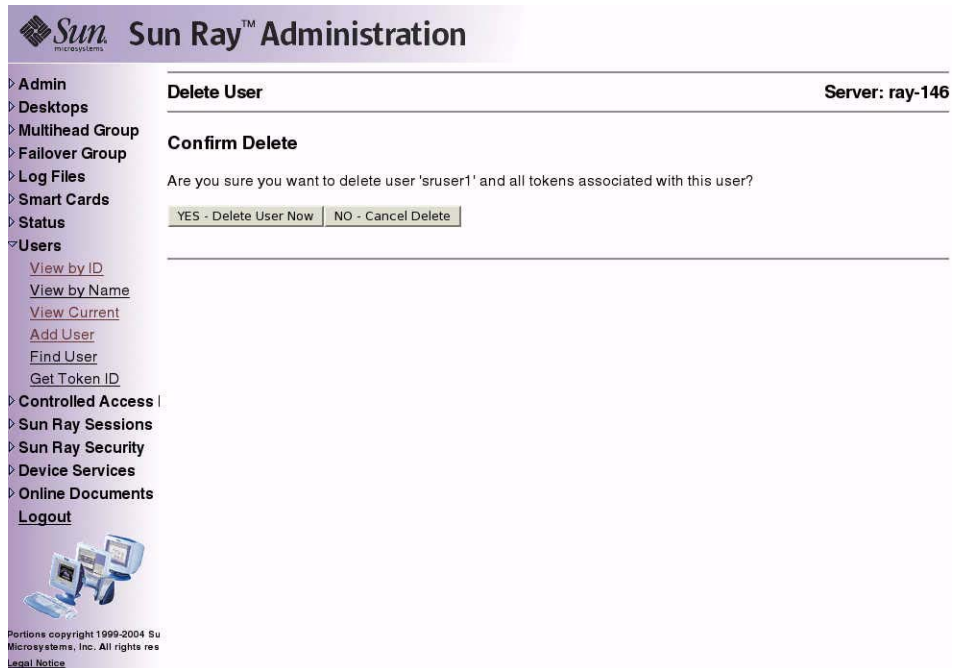 Sun
microsystems
Sun Ray™ Administration
Admin
Desktops
Multihead Group
Failover Group
Log Files
Smart Cards
Status
Users
View by ID
View by Name
View Current
Add User
Find User
Get Token ID
Controlled Access
Sun Ray Sessions
Sun Ray Security
Device Services
Online Documents
Logout
Portions copyright 1999-2004 Su
Microsystems, Inc. All rights res
Legal Notice
Delete User
Server: ray-146
Confirm Delete
Are you sure you want to delete user 'sruser1' and all tokens associated with this user?
YES - Delete User Now
NO - Cancel Delete